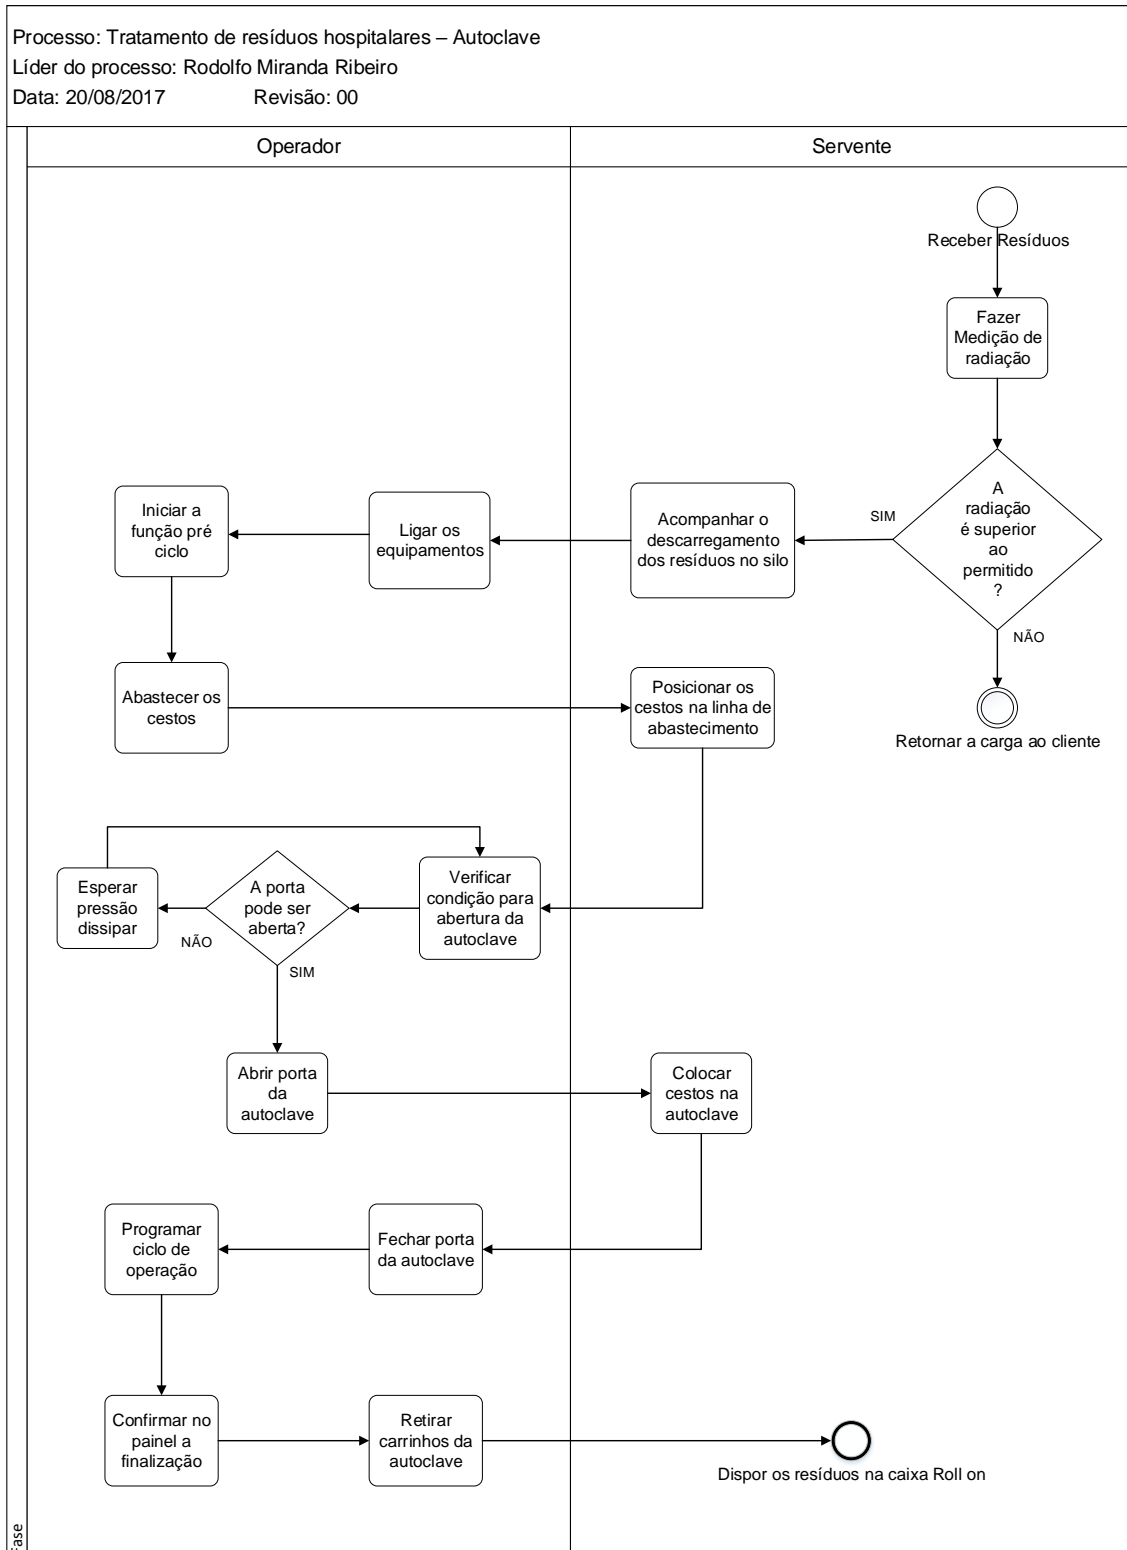 Processo: Tratamento de resíduos hospitalares – Autoclave
Líder do processo: Rodolfo Miranda Ribeiro
Data: 20/08/2017 Revisão: 00
Operador
Servente
Receber Resíduos
Fazer
Medição de
radiação
A
radiação
é superior
ao
permitido
?
SIM
NÃO
Retornar a carga ao cliente
Acompanhar o
descarregamento
dos resíduos no silo
Ligar os
equipamentos
Iniciar a
função pré
ciclo
Abastecer os
cestos
Posicionar os
cestos na linha de
abastecimento
Verificar
condição para
abertura da
autoclave
A porta
pode ser
aberta?
NÃO
SIM
Esperar
pressão
dissipar
Abrir porta
da
autoclave
Colocar
cestos na
autoclave
Fechar porta
da autoclave
Programar
ciclo de
operação
Confirmar no
painel a
finalização
Retirar
carrinhos da
autoclave
Dispor os resíduos na caixa Roll on
Fase